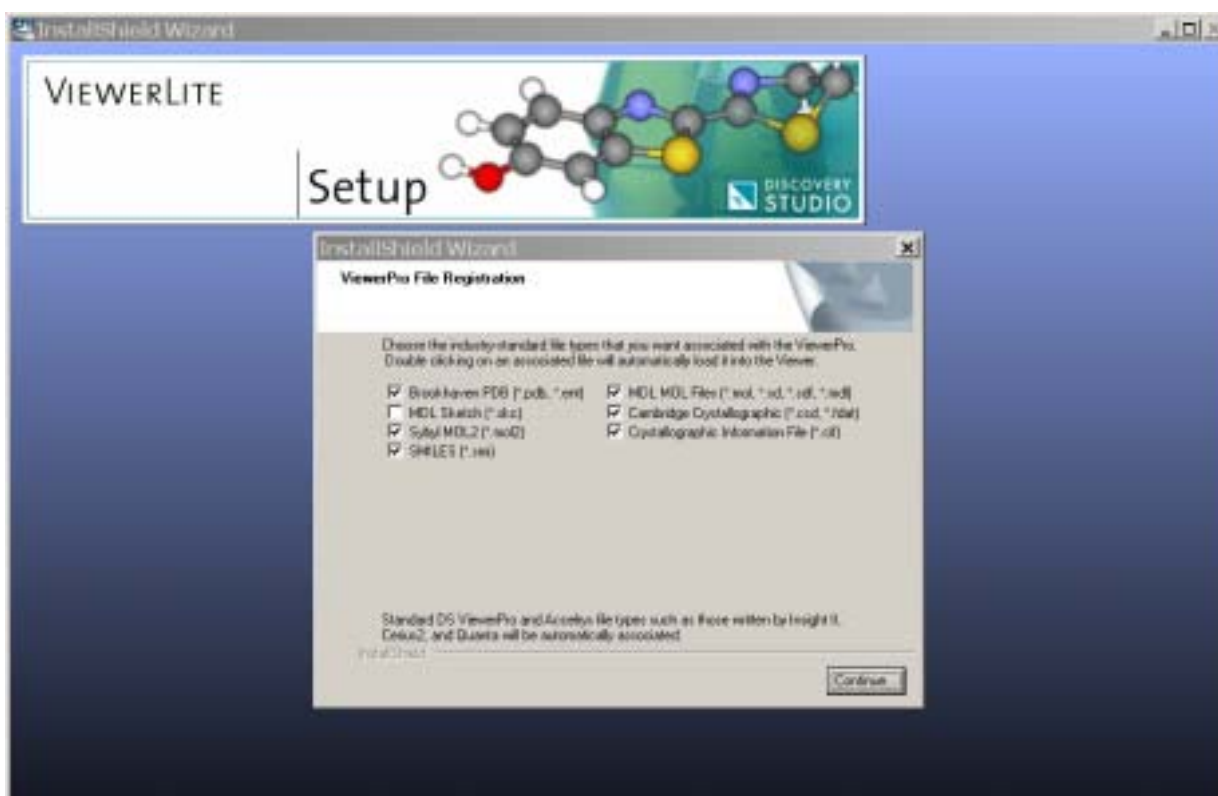 InstallShield Wizard
VIEWERLITE
Setup
DISCOVERY
STUDIO
InstallShield Wizard
ViewerPro File Registration
Choose the industry-standard file types that you want associated with the ViewerPro.
Double clicking on an associated file will automatically load it into the Viewer.
Brookhaven PDB (*.pdb, *.ent)
MDL MOL Files (*.mol, *.sd, *.sdf, *.mdl)
MDL Sketch (*.skc)
Cambridge Crystallographic (*.csd, *.fdat)
Sybyl MOL2 (*.mol2)
Crystallographic Information File (*.cif)
SMILES (*.smi)
Standard DS ViewerPro and Accelrys file types such as those written by Insight II,
Cerius2, and Quanta will be automatically associated.
InstallShield
Continue